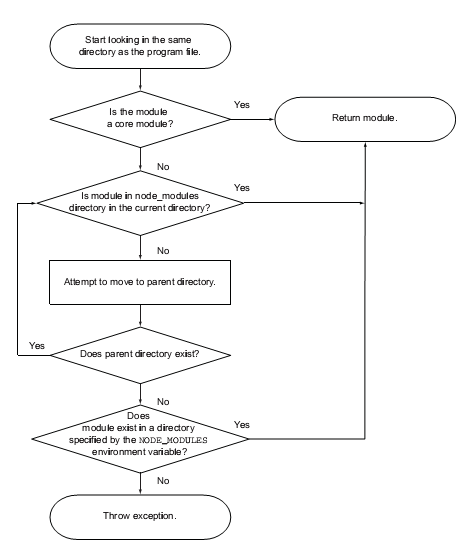 Start looking in the same
directory as the program file.
Is the module
a core module?
Yes
Return module.
No
Is module in node_modules
directory in the current directory?
Yes
No
Attempt to move to parent directory.
Does parent directory exist?
Yes
No
Does
module exist in a directory
specified by the NODE_MODULES
environment variable?
Yes
No
Throw exception.